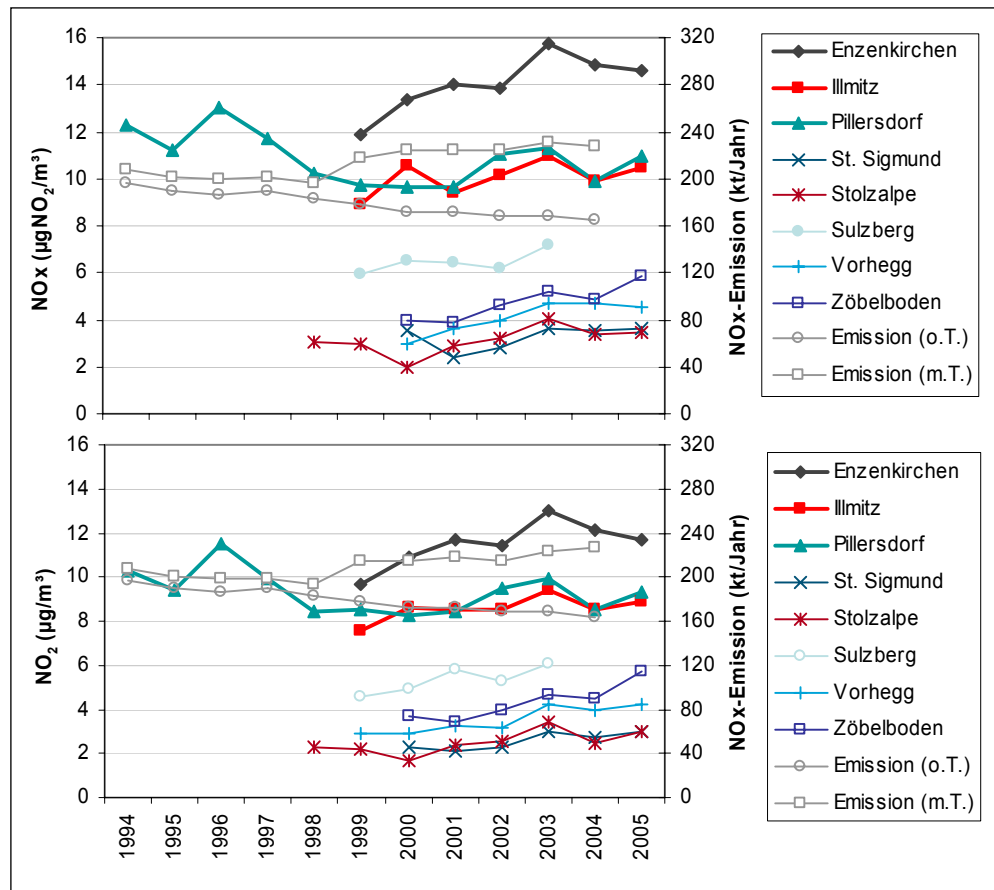 16
14
12
10
8
6
4
2
0
NOx (µgNO₂/m³)
320
280
240
200
160
120
80
40
0
NOx-Emission (kt/Jahr)
Enzenkirchen
Illmitz
Pillersdorf
St. Sigmund
Stolzalpe
Sulzberg
Vorhegg
Zöbelboden
Emission (o.T.)
Emission (m.T.)
16
14
12
10
8
6
4
2
0
NO₂ (µg/m³)
320
280
240
200
160
120
80
40
0
NOx-Emission (kt/Jahr)
Enzenkirchen
Illmitz
Pillersdorf
St. Sigmund
Stolzalpe
Sulzberg
Vorhegg
Zöbelboden
Emission (o.T.)
Emission (m.T.)
1994
1995
1996
1997
1998
1999
2000
2001
2002
2003
2004
2005